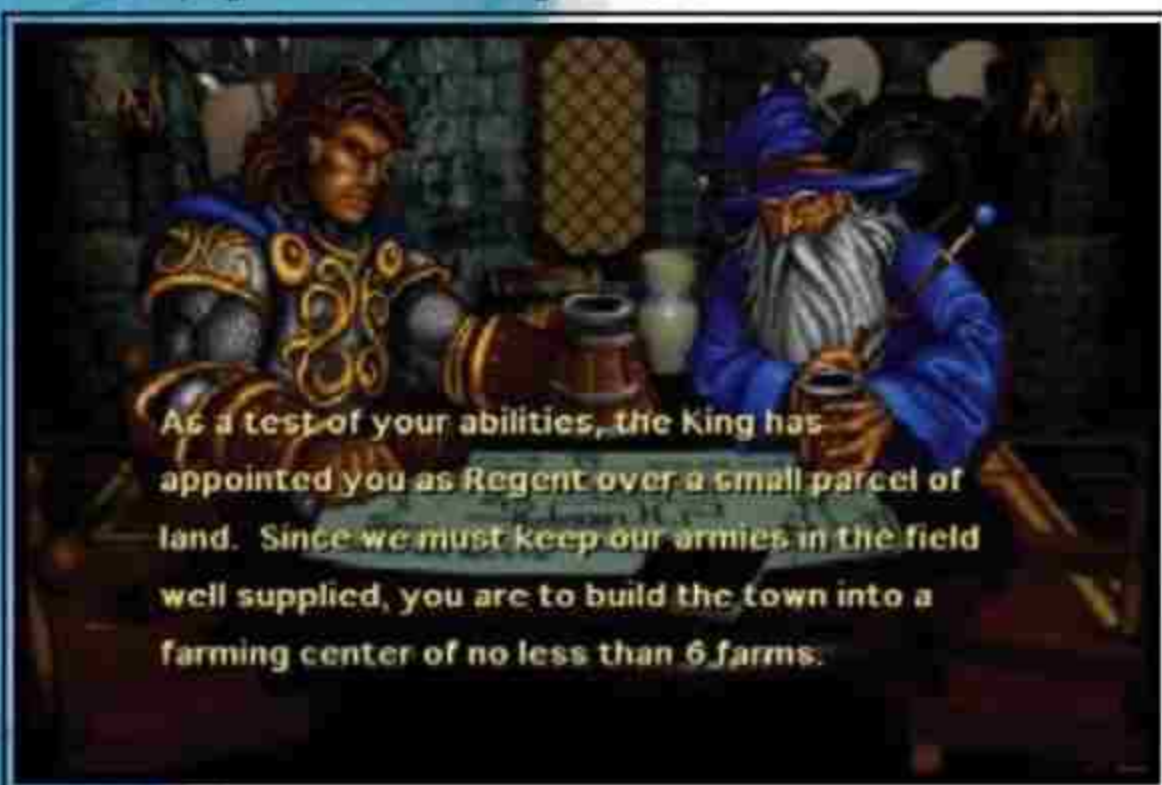 As a test of your abilities, the King has
appointed you as Regent over a small parcel of
land.  Since we must keep our armies in the field
well supplied, you are to build the town into a
farming center of no less than 6 farms.